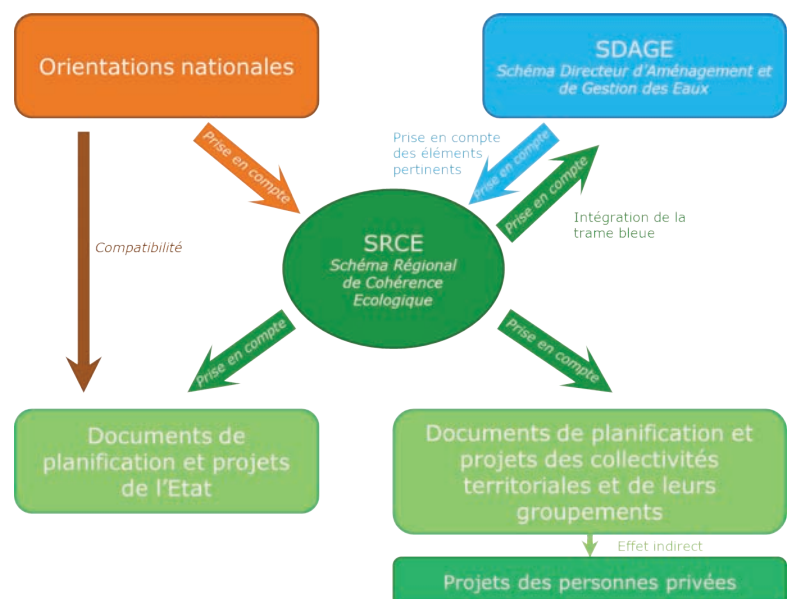 Orientations nationales
SDAGE
Schéma Directeur d'Aménagement et
de Gestion des Eaux
Prise en compte
Prise en compte
des éléments
pertinents
Prise en compte
Prise en compte
Intégration de la
trame bleue
Compatibilité
SRCE
Schéma Régional
de Cohérence
Ecologique
Prise en compte
Prise en compte
Documents de
planification et projets
de l'Etat
Documents de planification et
projets des collectivités
territoriales et de leurs
groupements
Effet indirect
Projets des personnes privées